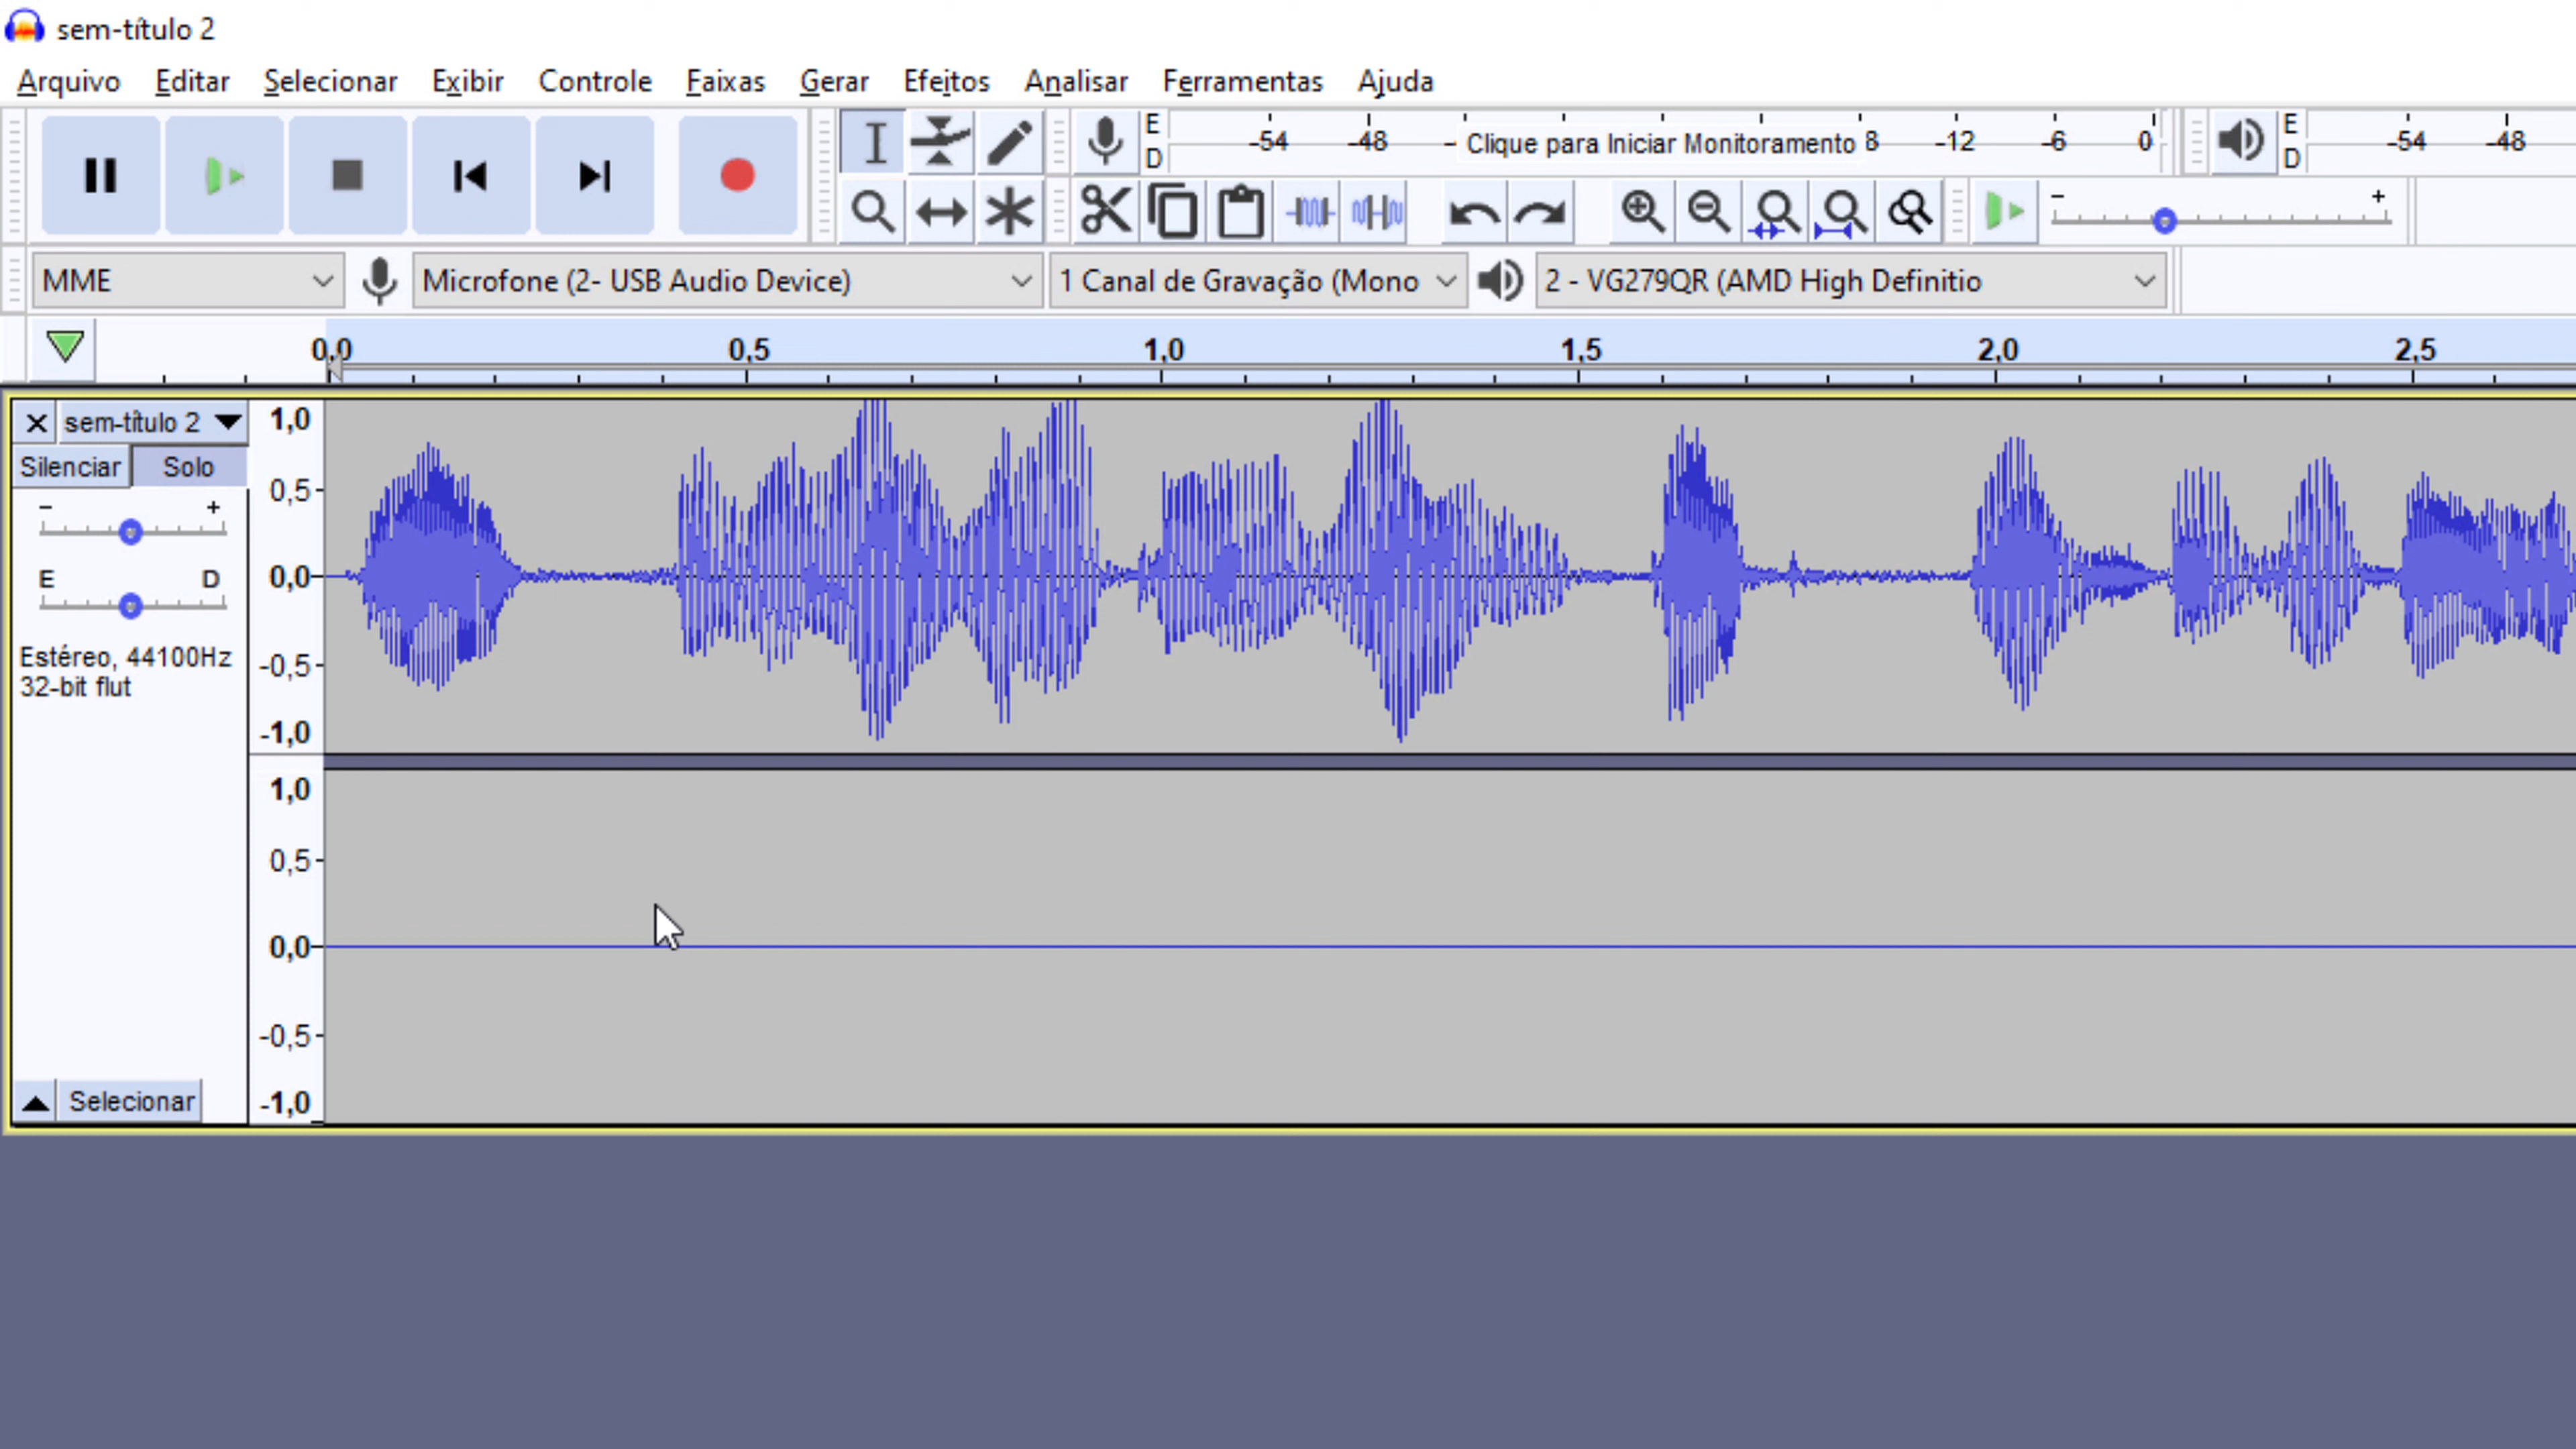 sem-título 2
Arquivo Editar Selecionar Exibir Controle Faixas Gerar Efeitos Analisar Ferramentas Ajuda
E D -54 -48 - Clique para Iniciar Monitoramento 8 -12 -6 0 E D -54 -48
- +
MME Microfone (2- USB Audio Device) 1 Canal de Gravação (Mono 2 - VG279QR (AMD High Definitio
0,0 0,5 1,0 1,5 2,0 2,5
sem-título 2 1,0
Silenciar Solo
0,5
- +
E D 0,0
Estéreo, 44100Hz -0,5
32-bit flut
-1,0
1,0
0,5
0,0
-0,5
Selecionar -1,0